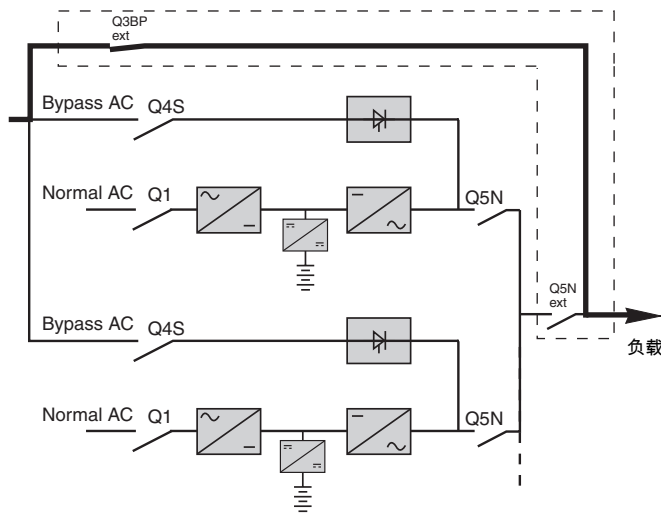 Q3BP
ext
Bypass AC
Q4S
Normal AC
Q1
Q5N
Q5N
ext
负载
Bypass AC
Q4S
Normal AC
Q1
Q5N